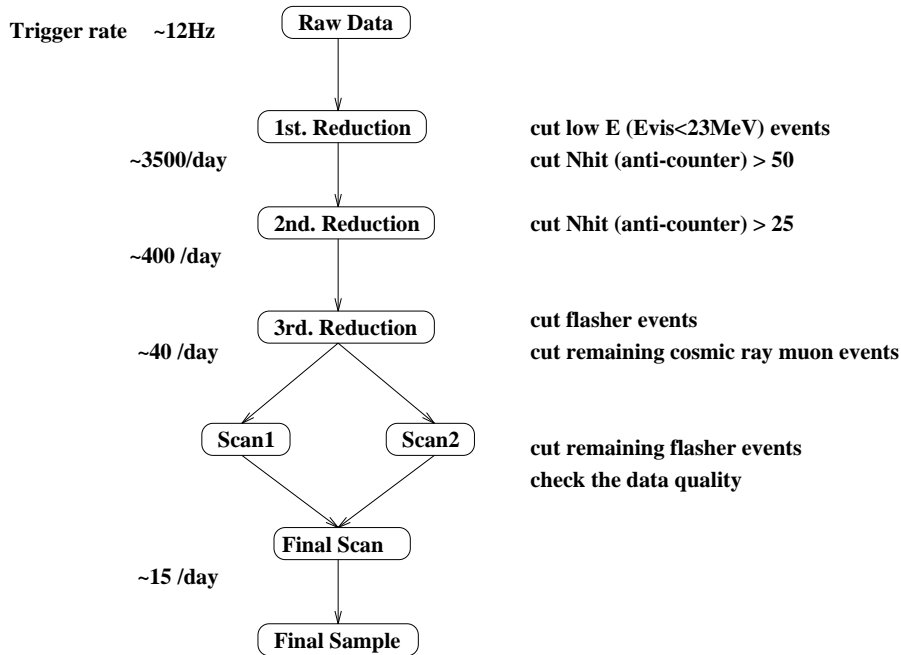 Raw Data
Trigger rate ~12Hz
1st. Reduction
cut low E (Evis<23MeV) events
~3500/day
cut Nhit (anti-counter) > 50
2nd. Reduction
cut Nhit (anti-counter) > 25
~400 /day
3rd. Reduction
cut flasher events
~40 /day
cut remaining cosmic ray muon events
Scan1
Scan2
cut remaining flasher events
check the data quality
Final Scan
~15 /day
Final Sample